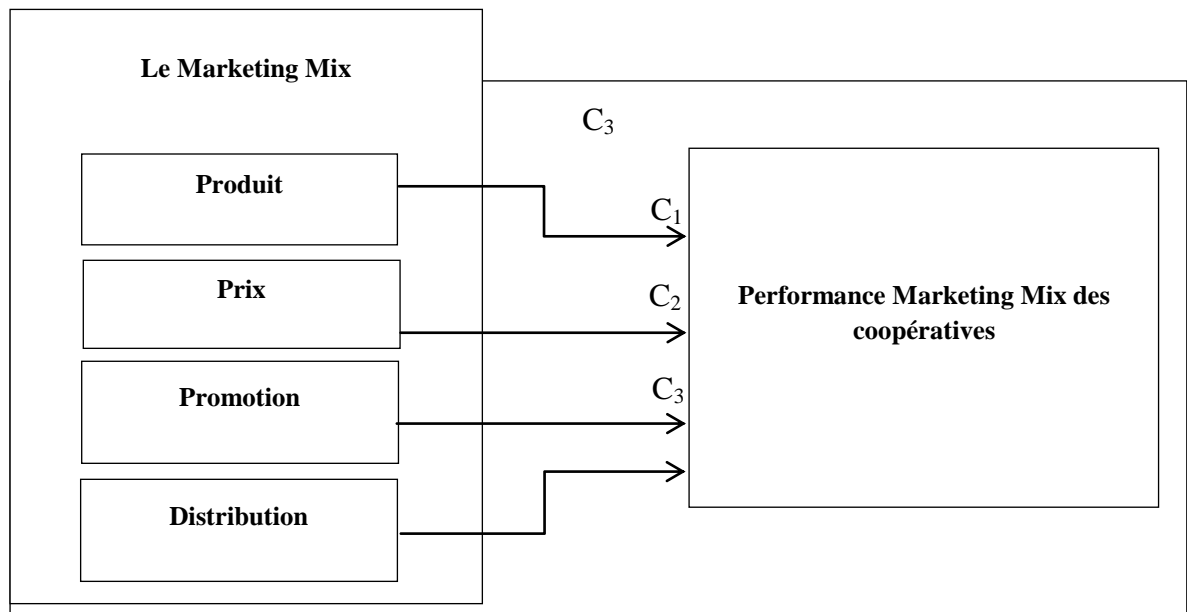 Le Marketing Mix
C₃
Produit
C₁
Prix
C₂
Performance Marketing Mix des
coopératives
Promotion
C₃
Distribution